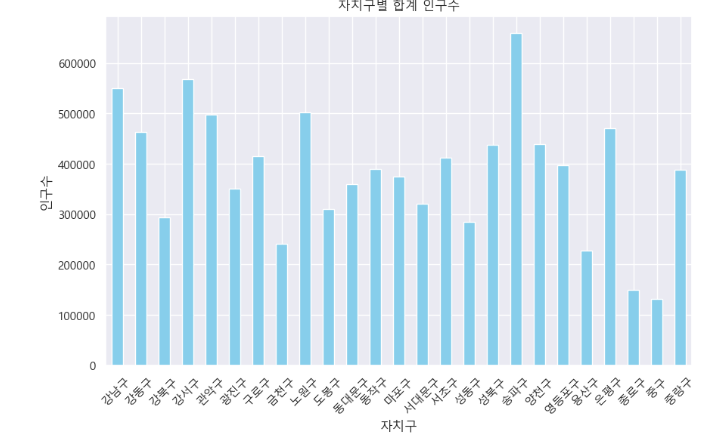 자치구별 합계 인구수
인구수
600000
500000
400000
300000
200000
100000
0
강남구
강동구
강북구
강서구
관악구
광진구
구로구
금천구
노원구
도봉구
동대문구
동작구
마포구
서대문구
서초구
성동구
성북구
송파구
양천구
영등포구
용산구
은평구
종로구
중구
중랑구
자치구